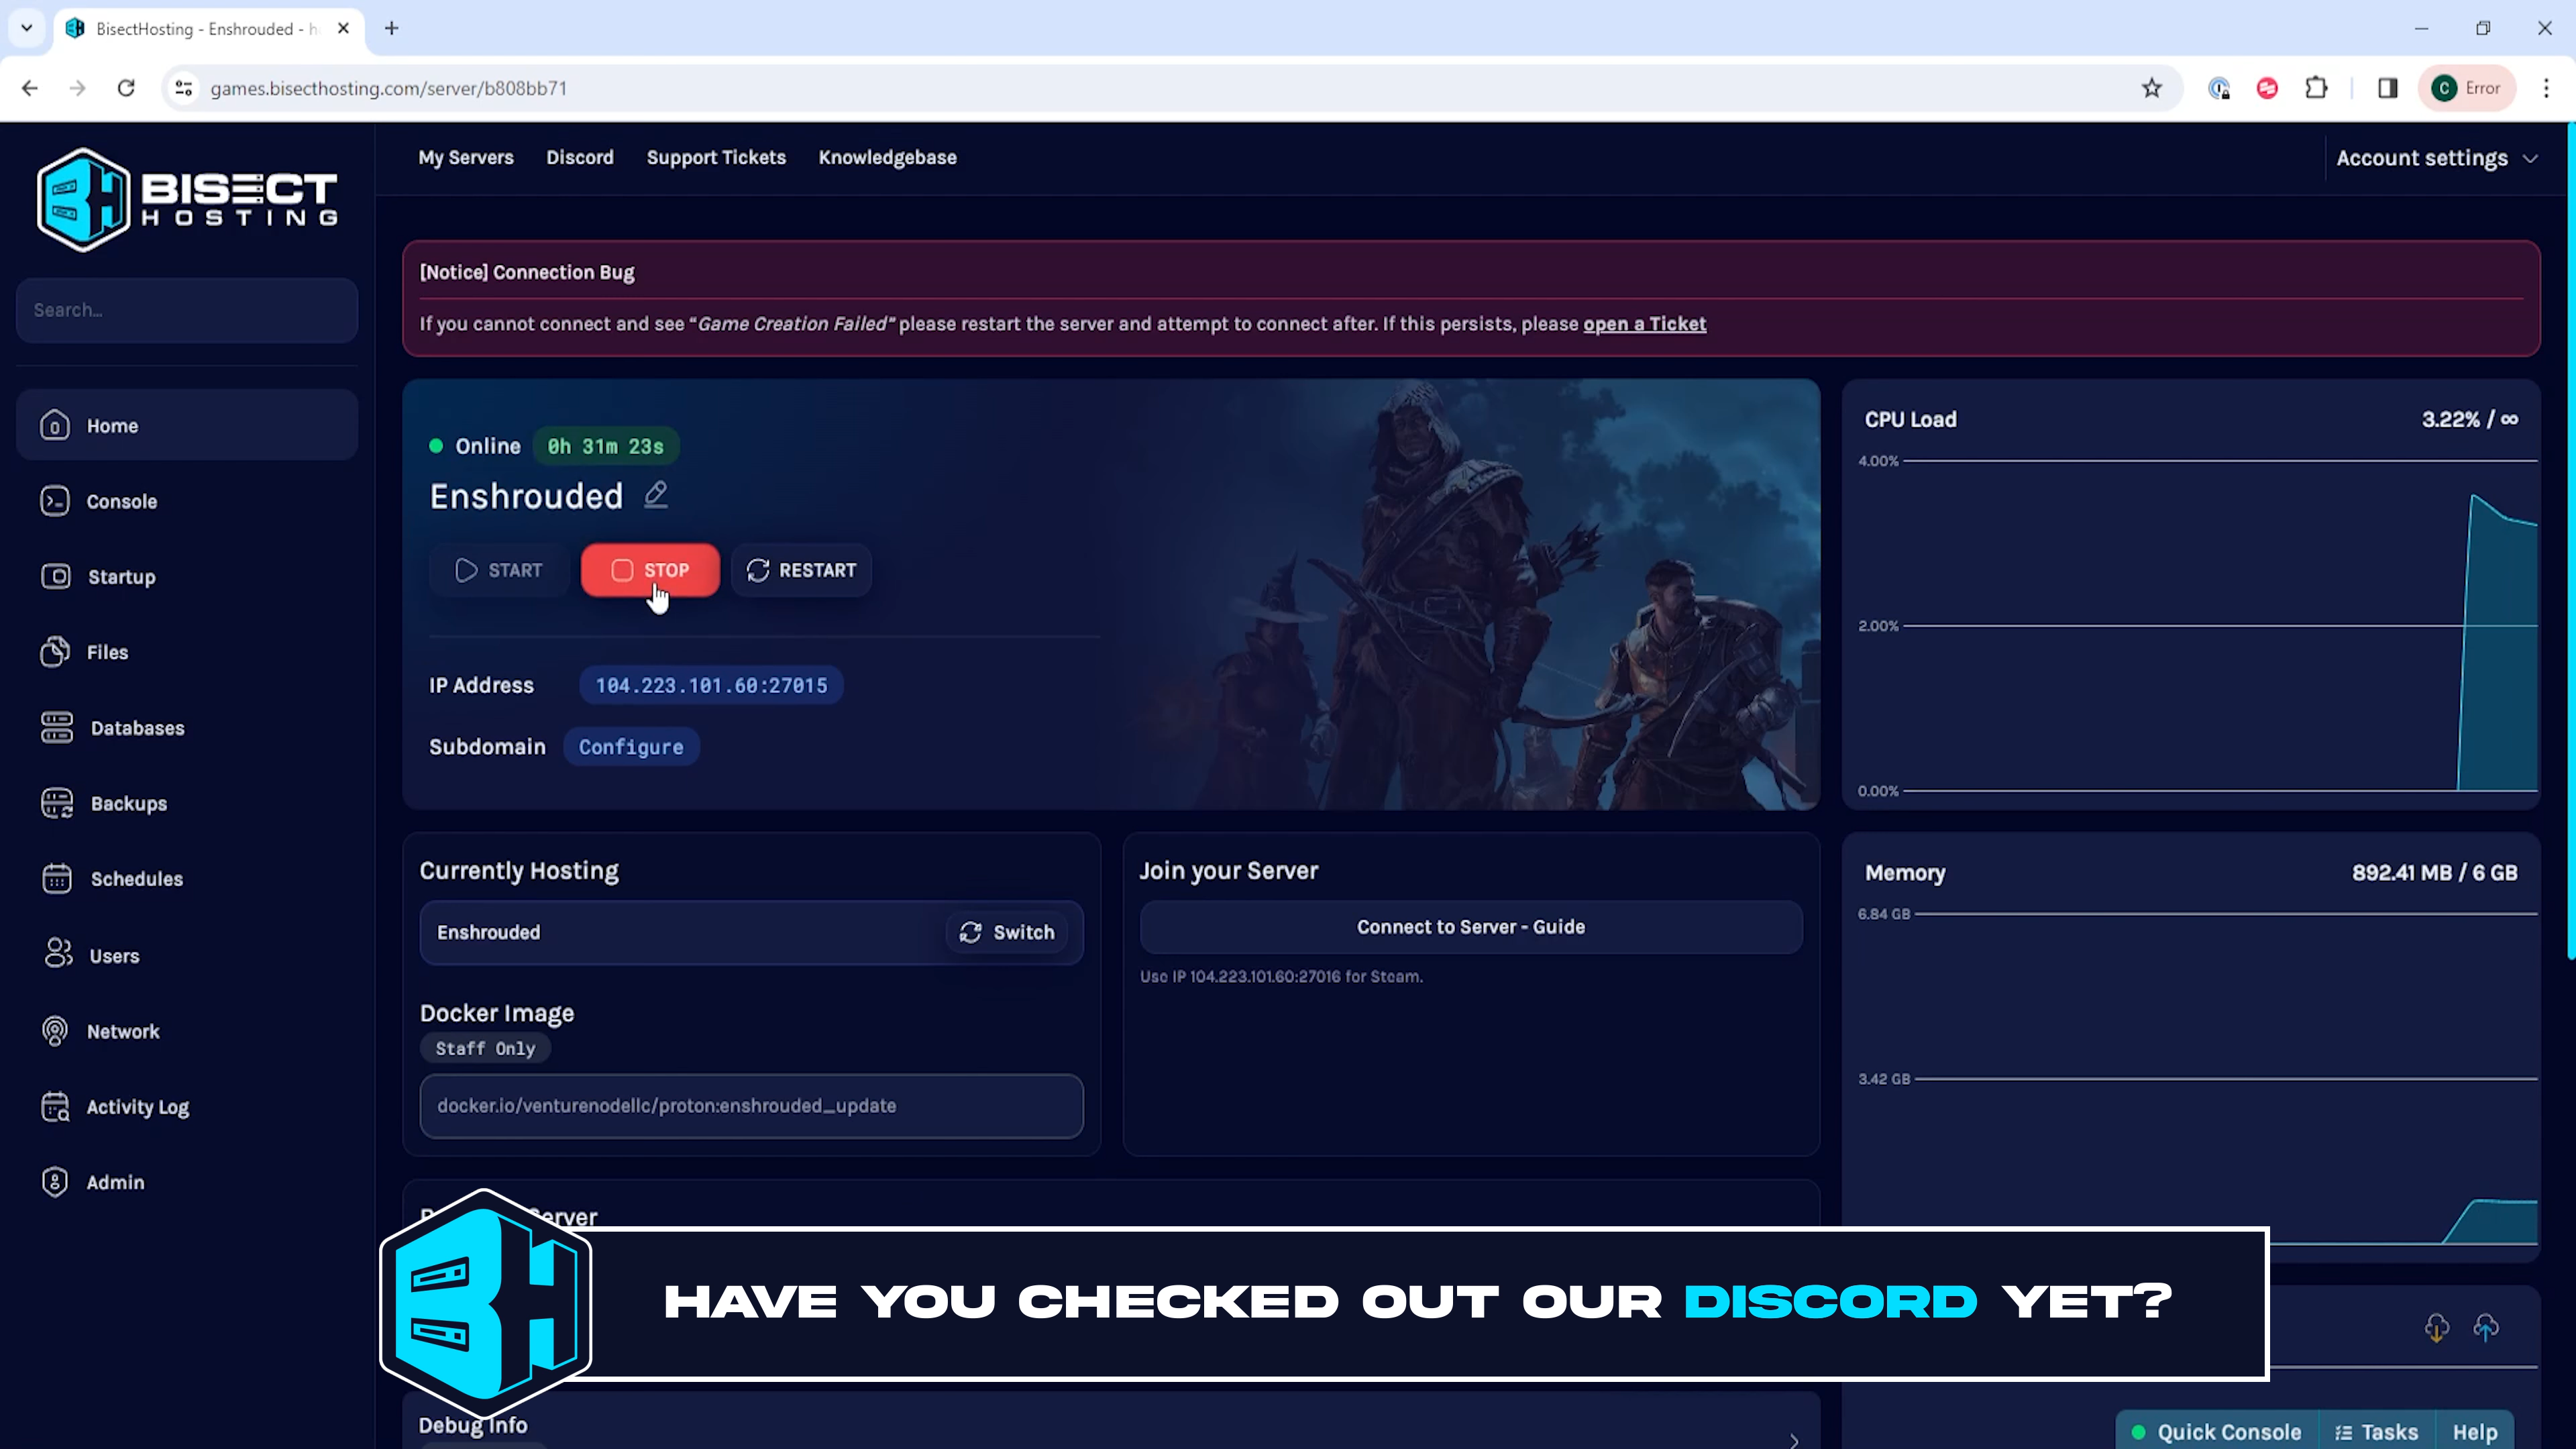 BisectHosting - Enshrouded - h
games.bisecthosting.com/server/b808bb71
C Error
BISECT
HOSTING
My Servers Discord Support Tickets Knowledgebase
Account settings
Search...
Home
Console
Startup
Files
Databases
Backups
Schedules
Users
Network
Activity Log
Admin
[Notice] Connection Bug
If you cannot connect and see “Game Creation Failed” please restart the server and attempt to connect after. If this persists, please open a Ticket
Online 0h 31m 23s
Enshrouded
START STOP RESTART
IP Address 104.223.101.60:27015
Subdomain Configure
CPU Load 3.22% / ∞
4.00%
2.00%
0.00%
Currently Hosting
Enshrouded Switch
Docker Image
Staff Only
docker.io/venturenodellc/proton:enshrouded_update
Join your Server
Connect to Server - Guide
Use IP 104.223.101.60:27016 for Steam.
Memory 892.41 MB / 6 GB
6.84 GB
3.42 GB
Server
HAVE YOU CHECKED OUT OUR DISCORD YET?
Debug Info
Quick Console Tasks Help